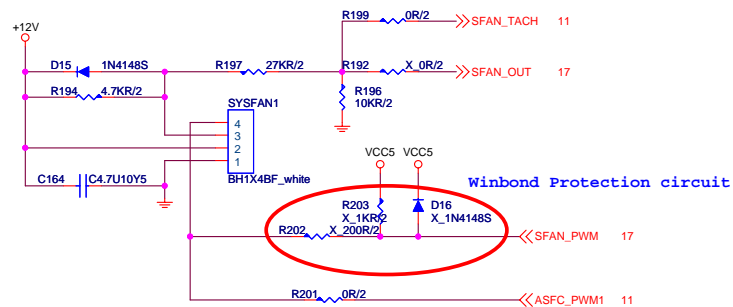 R199 0R/2 SFAN_TACH 11
+12V
D15 1N4148S R197 27KR/2 R192 X_0R/2 SFAN_OUT 17
R194 4.7KR/2 SYSFAN1 R196
10KR/2
4
3
2
1
VCC5 VCC5
C164 C4.7U10Y5 BH1X4BF_white Winbond Protection circuit
R203 D16
X_1KR/2 X_1N4148S
R202 X_200R/2 SFAN_PWM 17
R201 0R/2 ASFC_PWM1 11